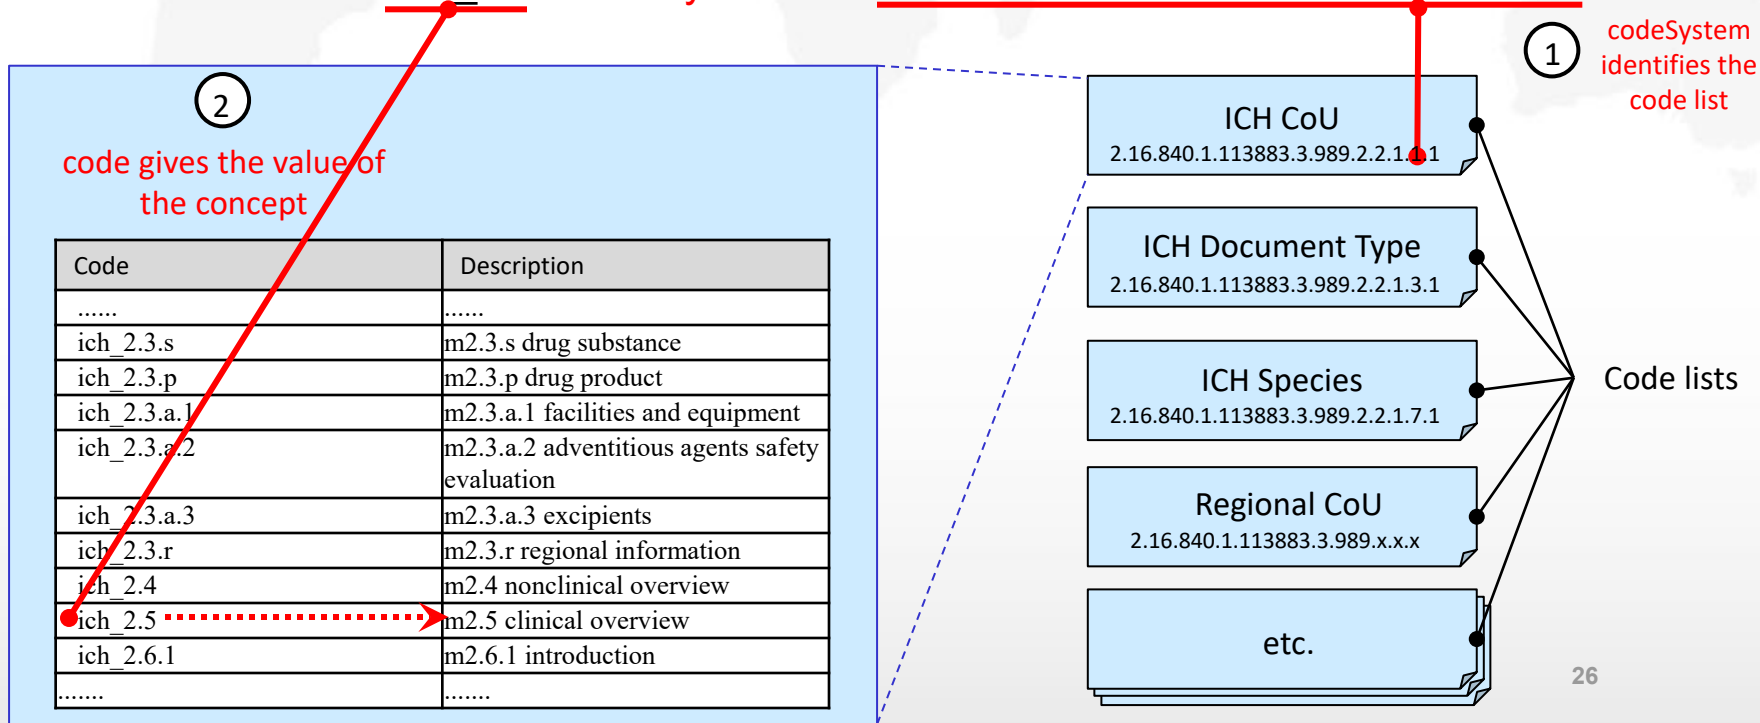 1
codeSystem
identifies the
code list
2
code gives the value of
the concept
Code Description
...... ......
ich_2.3.s m2.3.s drug substance
ich_2.3.p m2.3.p drug product
ich_2.3.a.1 m2.3.a.1 facilities and equipment
ich_2.3.a.2 m2.3.a.2 adventitious agents safety
evaluation
ich_2.3.a.3 m2.3.a.3 excipients
ich_2.3.r m2.3.r regional information
ich_2.4 m2.4 nonclinical overview
ich_2.5 m2.5 clinical overview
ich_2.6.1 m2.6.1 introduction
....... .......
ICH CoU
2.16.840.1.113883.3.989.2.2.1.1.1
ICH Document Type
2.16.840.1.113883.3.989.2.2.1.3.1
ICH Species
2.16.840.1.113883.3.989.2.2.1.7.1
Regional CoU
2.16.840.1.113883.3.989.x.x.x
etc.
Code lists
26